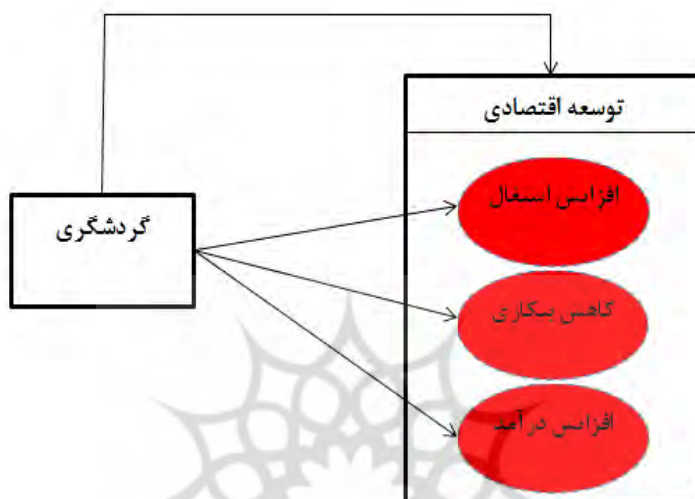 توسعه اقتصادی
گردشگری
افزایش اشتغال
کاهش بیکاری
افزایش درآمد